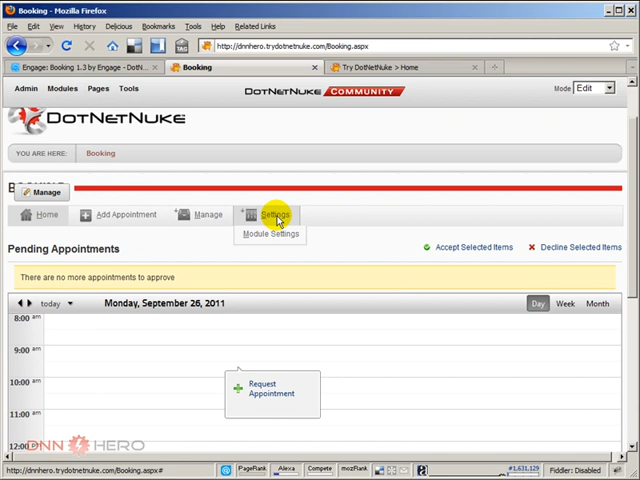 Booking - Mozilla Firefox
File Edit View History Delicious Bookmarks Tools Help Related Links
http://dnnhero.trydotnetnuke.com/Booking.aspx
Engage: Booking 1.3 by Engage - DotN...
Booking
Try DotNetNuke > Home
Admin Modules Pages Tools
DOTNETNUKE COMMUNITY
Mode Edit
DOTNETNUKE
YOU ARE HERE: Booking
Manage
Home Add Appointment Manage Settings
Module Settings
Pending Appointments
Accept Selected Items Decline Selected Items
There are no more appointments to approve
today Monday, September 26, 2011 Day Week Month
8:00 am
9:00 am
Request
Appointment
10:00 am
11:00 am
12:00
DNN HERO
http://dnnhero.trydotnetnuke.com/Booking.aspx# PageRank Alexa Compete mozRank #1,631,129 Fiddler: Disabled